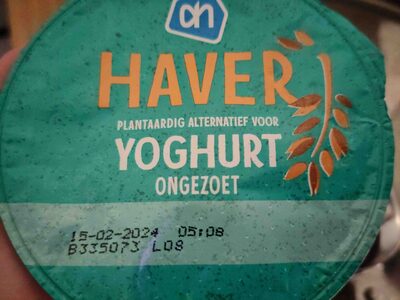 ah
HAVER
PLANTAARDIG ALTERNATIEF VOOR
YOGHURT
ONGEZOET
15-02-2024 05:08
B335073 L08